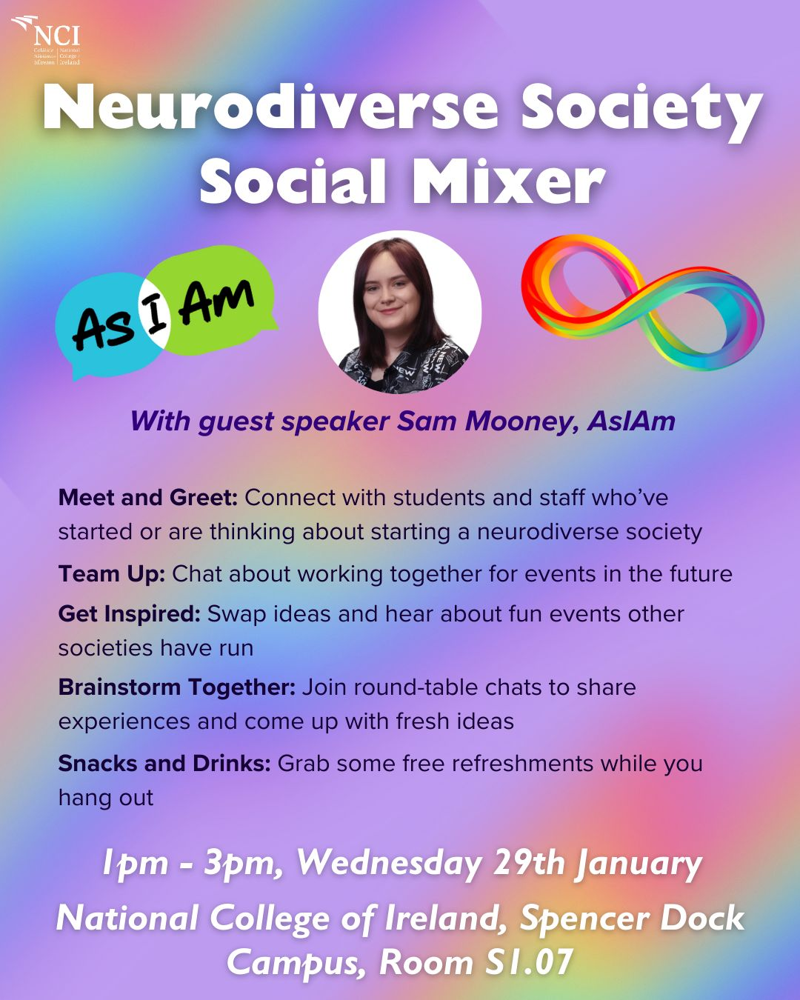 NCI
Coláiste National
Náisiúnta College of
hÉireann Ireland
Neurodiverse Society
Social Mixer
As I Am
NEW
With guest speaker Sam Mooney, AsIAm
Meet and Greet: Connect with students and staff who’ve
started or are thinking about starting a neurodiverse society
Team Up: Chat about working together for events in the future
Get Inspired: Swap ideas and hear about fun events other
societies have run
Brainstorm Together: Join round-table chats to share
experiences and come up with fresh ideas
Snacks and Drinks: Grab some free refreshments while you
hang out
1pm - 3pm, Wednesday 29th January
National College of Ireland, Spencer Dock
Campus, Room S1.07